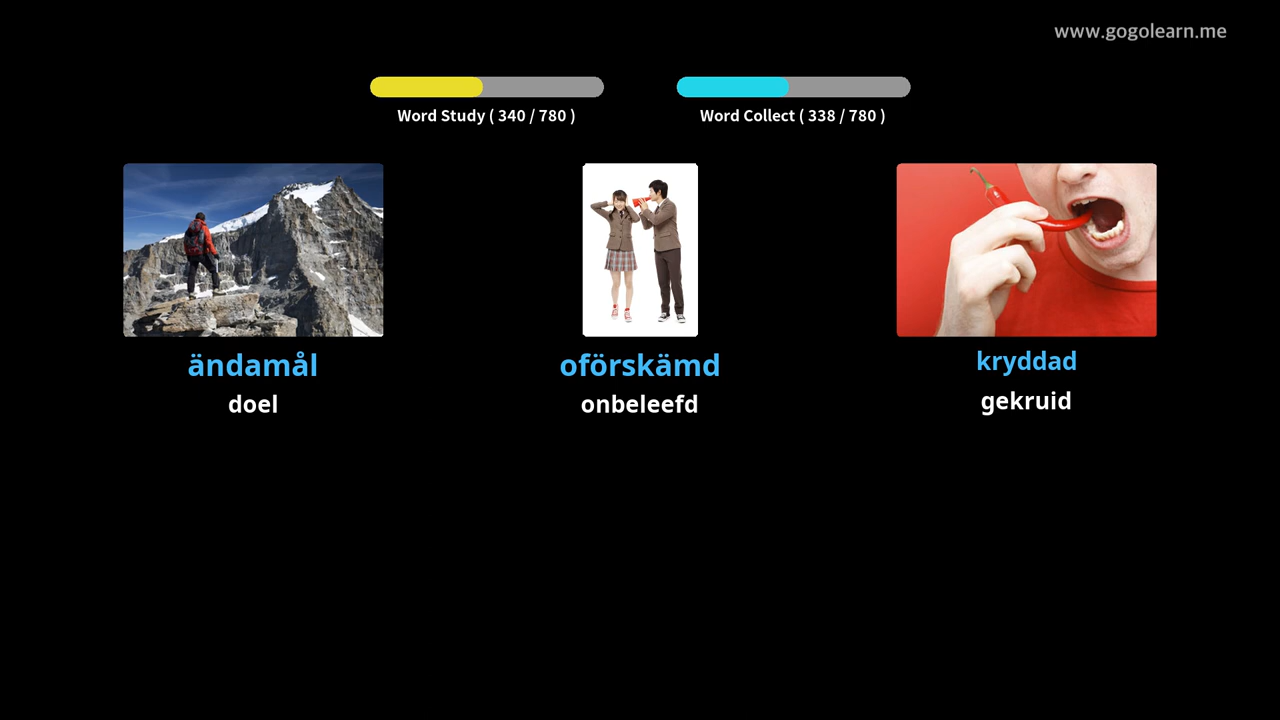 www.gogolearn.me
Word Study ( 340 / 780 )
Word Collect ( 338 / 780 )
ändamål
doel
oförskämd
onbeleefd
kryddad
gekruid